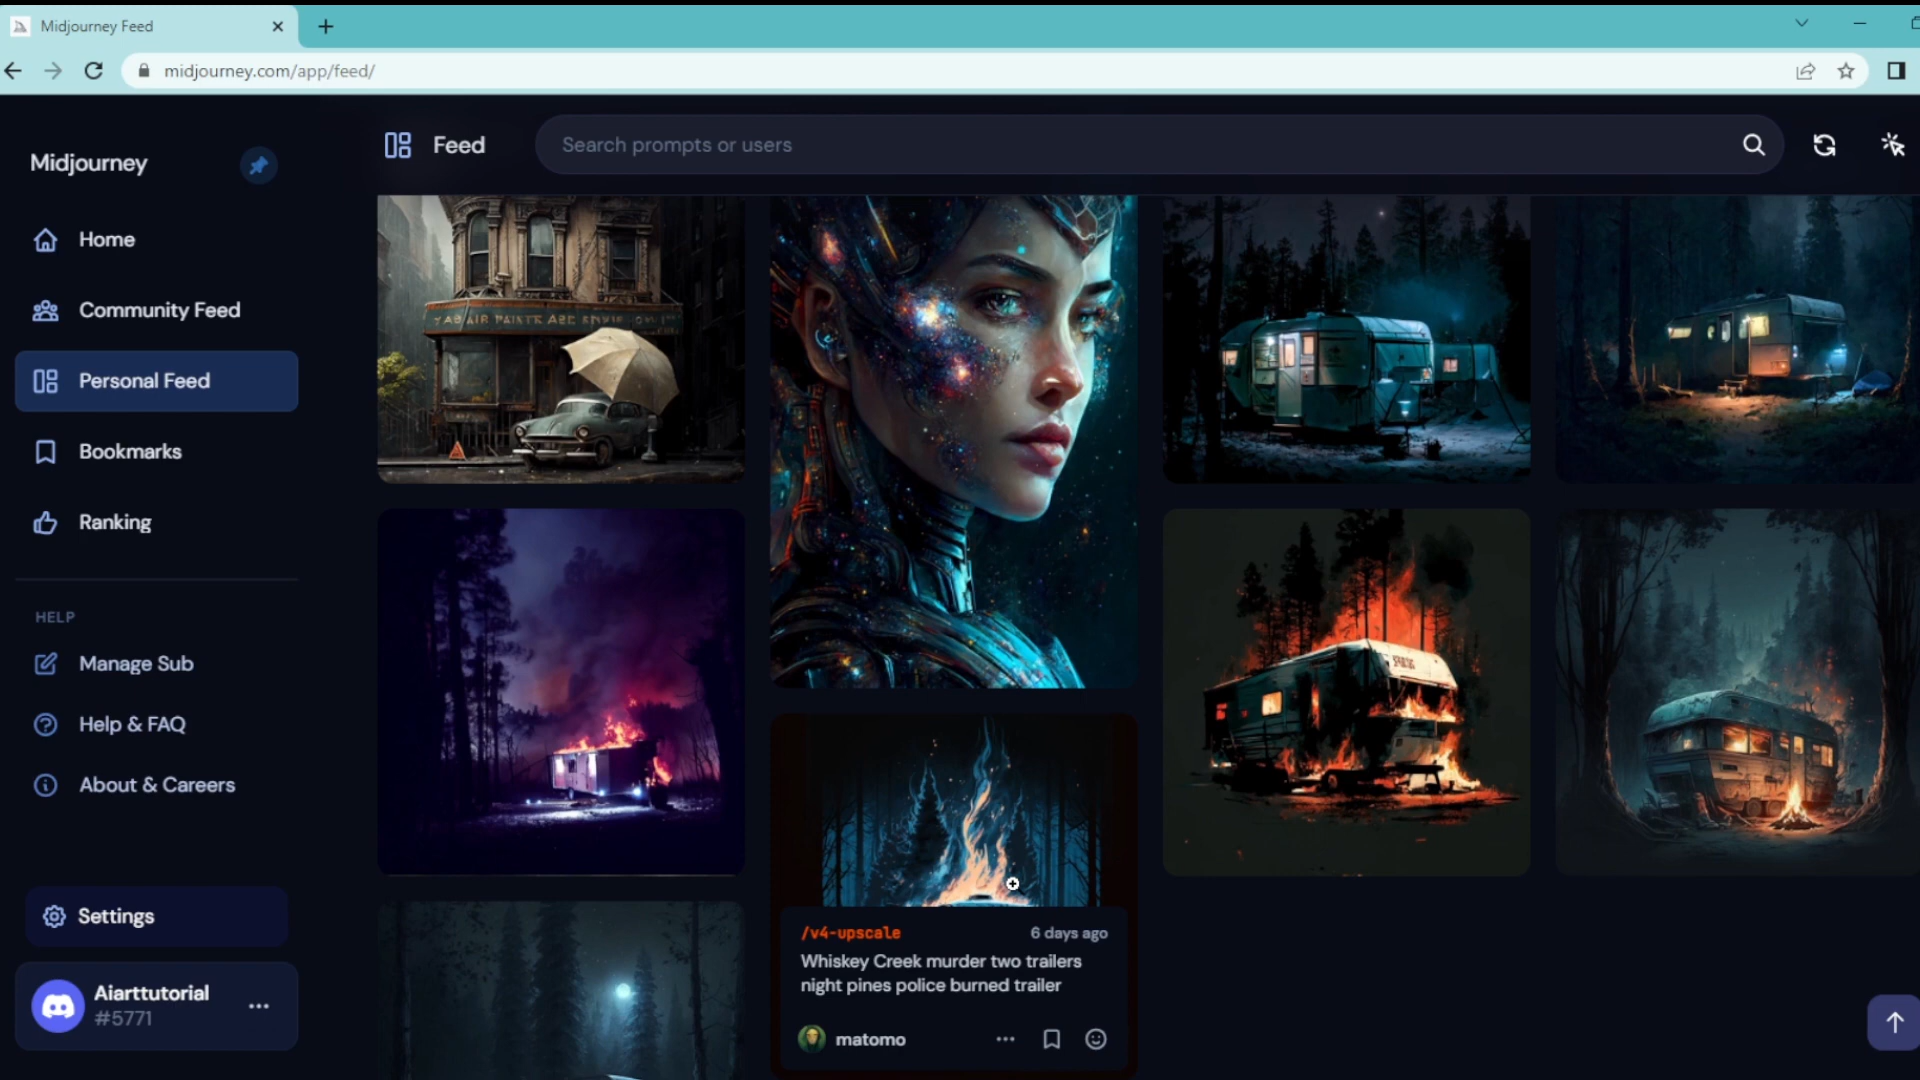 Midjourney Feed
midjourney.com/app/feed/
Midjourney
Feed
Search prompts or users
Home
Community Feed
Personal Feed
Bookmarks
Ranking
HELP
Manage Sub
Help & FAQ
About & Careers
Settings
Aiarttutorial
#5771
/v4-upscale
6 days ago
Whiskey Creek murder two trailers
night pines police burned trailer
matomo